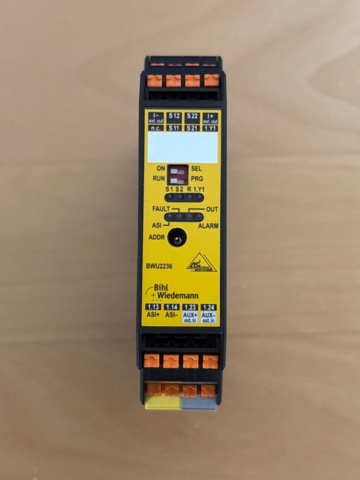 I− S12 S22 I+
ext. out ext. out
n.c. S11 S21 1.Y1
ON SEL
RUN PRG
S1 S2 R 1.Y1
FAULT OUT
ASI ALARM
ADDR
BWU2236
Bihl
+Wiedemann
1.13 1.14 1.23 1.24
ASI+ ASI− AUX+ AUX−
ext. in ext. in